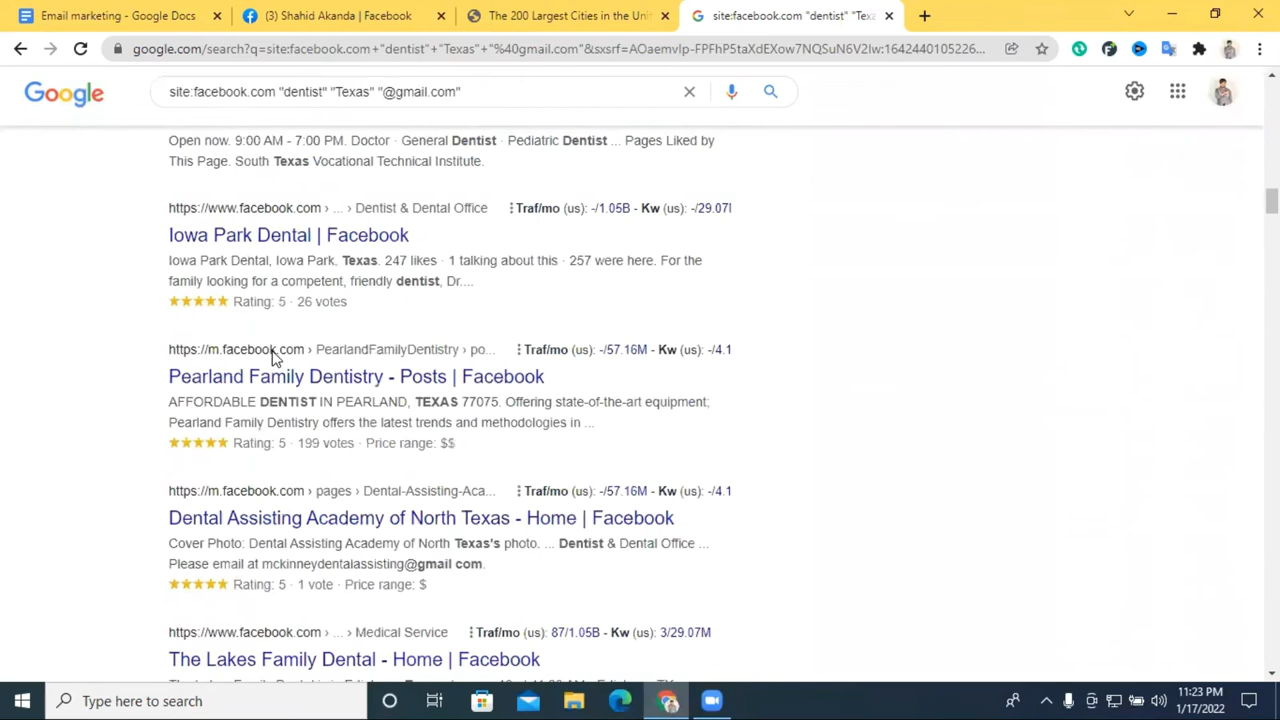 Email marketing - Google Docs
(3) Shahid Akanda | Facebook
The 200 Largest Cities in the Unit
site:facebook.com "dentist" "Tex
google.com/search?q=site:facebook.com+"dentist"+"Texas"+"%40gmail.com"&sxsrf=AOaemvIp-FPFhP5taXdEXow7NQSuN6V2Iw:1642440105226...
Google
site:facebook.com "dentist" "Texas" "@gmail.com"
Open now. 9:00 AM - 7:00 PM. Doctor · General Dentist · Pediatric Dentist ... Pages Liked by
This Page. South Texas Vocational Technical Institute.
https://www.facebook.com › ... › Dentist & Dental Office
Traf/mo (us): -/1.05B - Kw (us): -/29.07
Iowa Park Dental | Facebook
Iowa Park Dental, Iowa Park. Texas. 247 likes · 1 talking about this · 257 were here. For the
family looking for a competent, friendly dentist, Dr....
Rating: 5 · 26 votes
https://m.facebook.com › PearlandFamilyDentistry › po...
Traf/mo (us): -/57.16M - Kw (us): -/4.1
Pearland Family Dentistry - Posts | Facebook
AFFORDABLE DENTIST IN PEARLAND, TEXAS 77075. Offering state-of-the-art equipment;
Pearland Family Dentistry offers the latest trends and methodologies in ...
Rating: 5 · 199 votes · Price range: $$
https://m.facebook.com › pages › Dental-Assisting-Aca...
Traf/mo (us): -/57.16M - Kw (us): -/4.1
Dental Assisting Academy of North Texas - Home | Facebook
Cover Photo: Dental Assisting Academy of North Texas's photo. ... Dentist & Dental Office ...
Please email at mckinneydentalassisting@gmail com.
Rating: 5 · 1 vote · Price range: $
https://www.facebook.com › ... › Medical Service
Traf/mo (us): 87/1.05B - Kw (us): 3/29.07M
The Lakes Family Dental - Home | Facebook
Type here to search
11:23 PM
1/17/2022